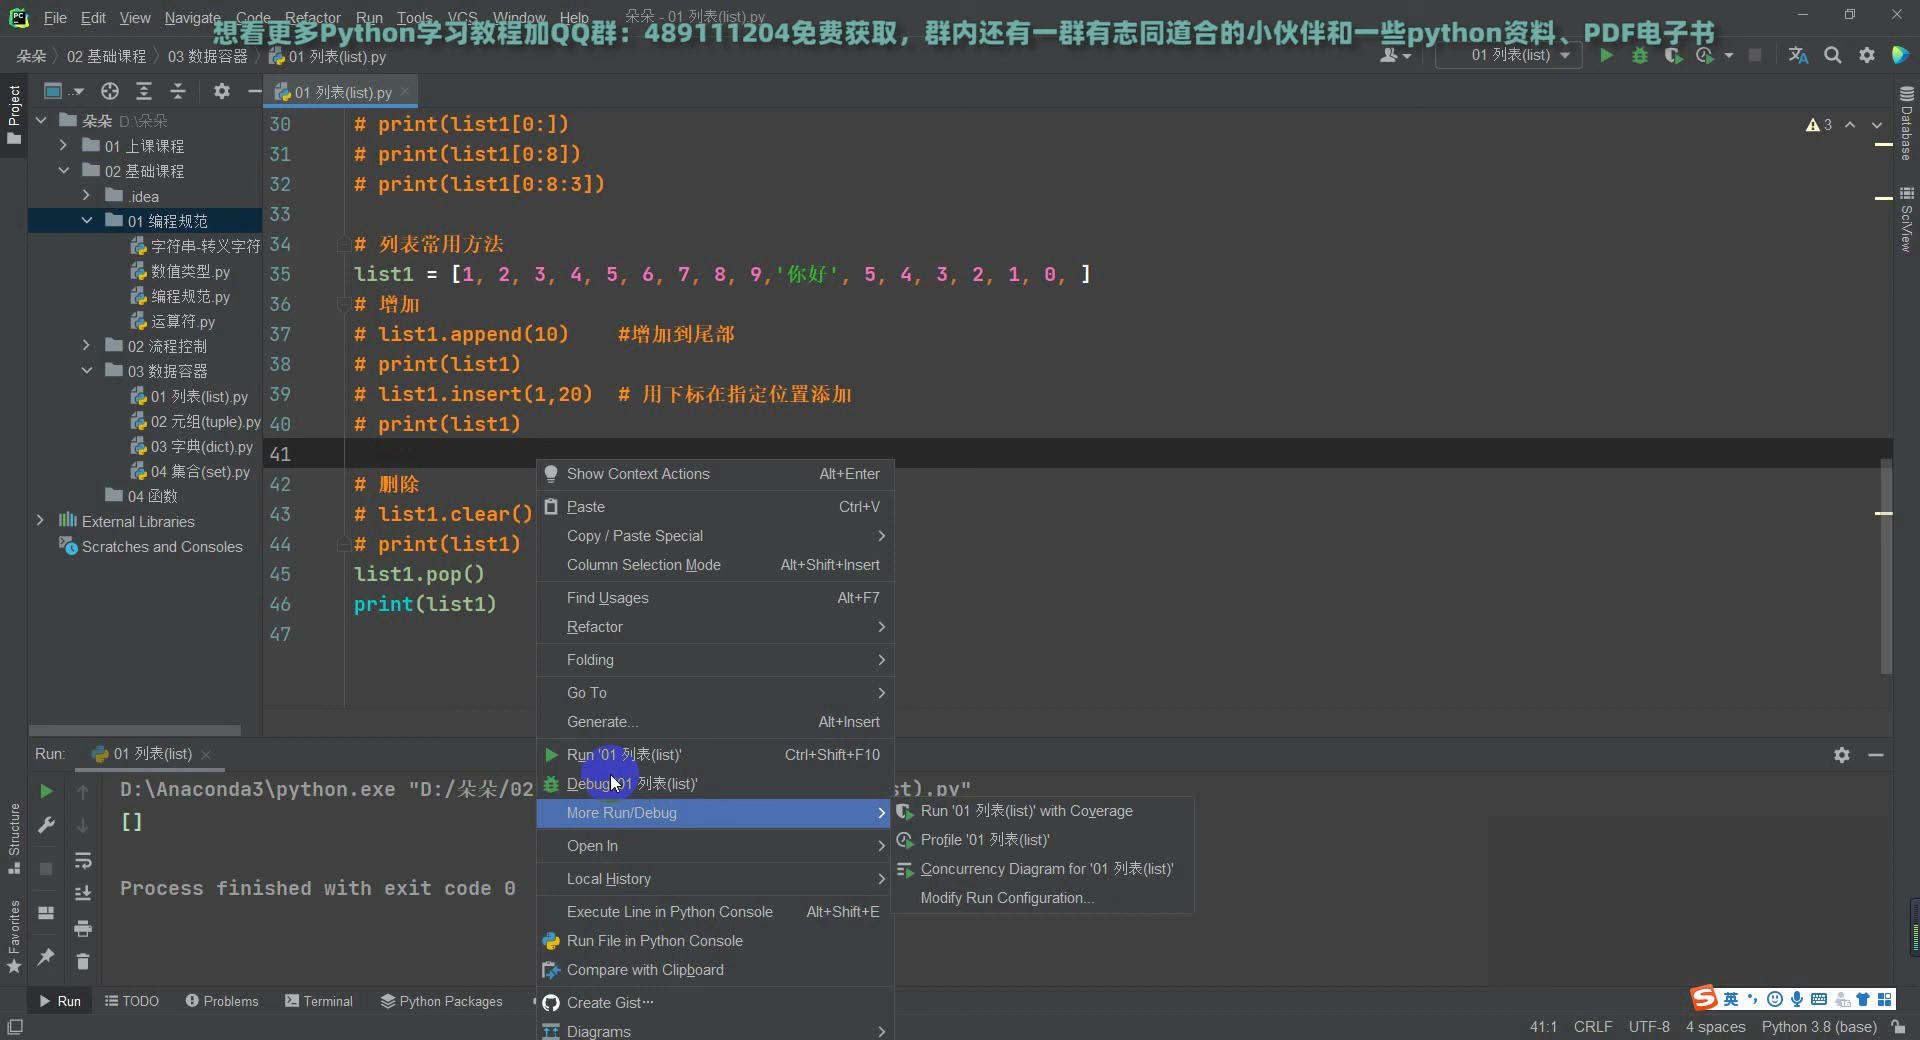 File Edit View Navigate Code Refactor Run Tools VCS Window Help 朵朵 - 01 列表(list).py
想看更多Python学习教程加QQ群：489111204免费获取，群内还有一群有志同道合的小伙伴和一些python资料、PDF电子书
朵朵 02 基础课程 03 数据容器 01 列表(list).py
01 列表(list)
Project
01 列表(list).py
朵朵 D:\朵朵
01 上课课程
02 基础课程
.idea
01 编程规范
字符串-转义字符
数值类型.py
编程规范.py
运算符.py
02 流程控制
03 数据容器
01 列表(list).py
02 元组(tuple).py
03 字典(dict).py
04 集合(set).py
04 函数
External Libraries
Scratches and Consoles
30 # print(list1[0:])
31 # print(list1[0:8])
32 # print(list1[0:8:3])
33
34 # 列表常用方法
35 list1 = [1, 2, 3, 4, 5, 6, 7, 8, 9,'你好', 5, 4, 3, 2, 1, 0, ]
36 # 增加
37 # list1.append(10) #增加到尾部
38 # print(list1)
39 # list1.insert(1,20) # 用下标在指定位置添加
40 # print(list1)
41
42 # 删除
43 # list1.clear()
44 # print(list1)
45 list1.pop()
46 print(list1)
47
3
Database
SciView
Show Context Actions Alt+Enter
Paste Ctrl+V
Copy / Paste Special
Column Selection Mode Alt+Shift+Insert
Find Usages Alt+F7
Refactor
Folding
Go To
Generate... Alt+Insert
Run '01 列表(list)' Ctrl+Shift+F10
Debug '01 列表(list)'
More Run/Debug
Open In
Local History
Execute Line in Python Console Alt+Shift+E
Run File in Python Console
Compare with Clipboard
Create Gist...
Diagrams
Run '01 列表(list)' with Coverage
Profile '01 列表(list)'
Concurrency Diagram for '01 列表(list)'
Modify Run Configuration...
Run: 01 列表(list)
D:\Anaconda3\python.exe "D:/朵朵/02 st).py"
[]
Process finished with exit code 0
Structure
Favorites
Run TODO Problems Terminal Python Packages
英
41:1 CRLF UTF-8 4 spaces Python 3.8 (base)